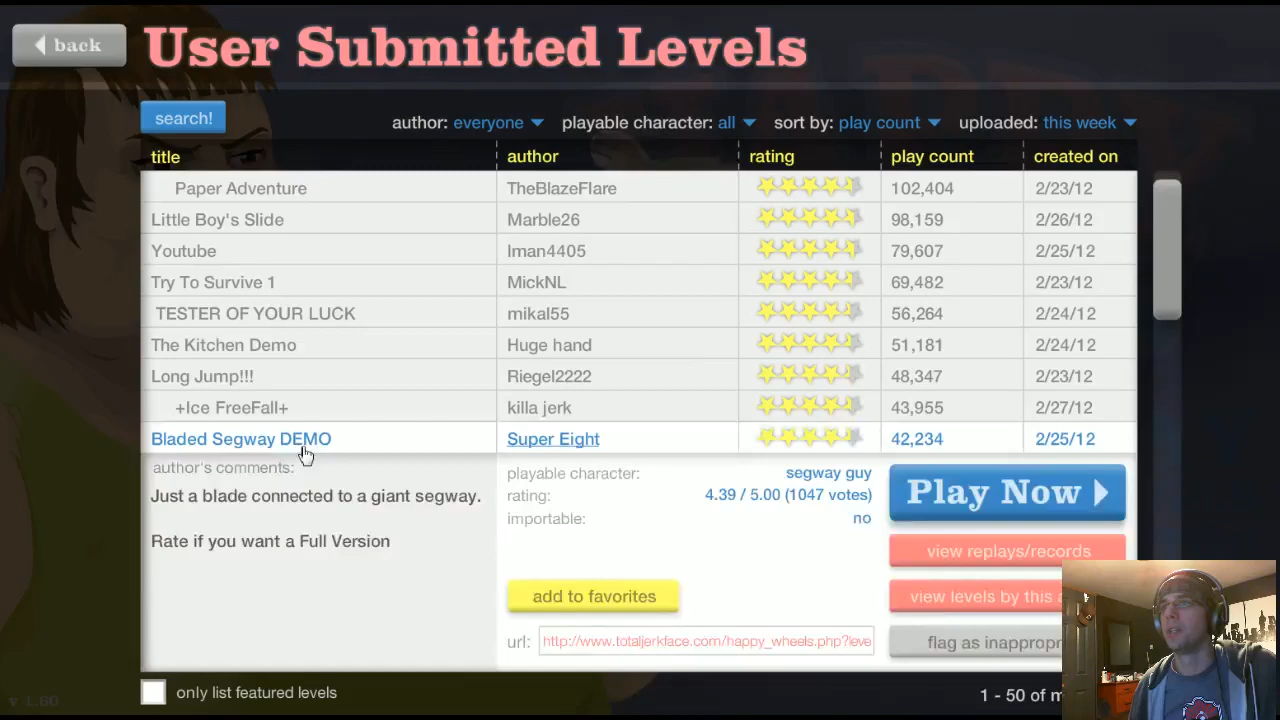 back
User Submitted Levels
search!
author: everyone playable character: all sort by: play count uploaded: this week
title author rating play count created on
Paper Adventure TheBlazeFlare 102,404 2/23/12
Little Boy's Slide Marble26 98,159 2/26/12
Youtube lman4405 79,607 2/25/12
Try To Survive 1 MickNL 69,482 2/23/12
TESTER OF YOUR LUCK mikal55 56,264 2/24/12
The Kitchen Demo Huge hand 51,181 2/24/12
Long Jump!!! Riegel2222 48,347 2/23/12
+Ice FreeFall+ killa jerk 43,955 2/27/12
Bladed Segway DEMO Super Eight 42,234 2/25/12
author's comments:
Just a blade connected to a giant segway.
Rate if you want a Full Version
playable character: segway guy
rating: 4.39 / 5.00 (1047 votes)
importable: no
Play Now
view replays/records
add to favorites
view levels by this
url: http://www.totaljerkface.com/happy_wheels.php?leve
flag as inappropr
only list featured levels
1 - 50 of
v 1.60